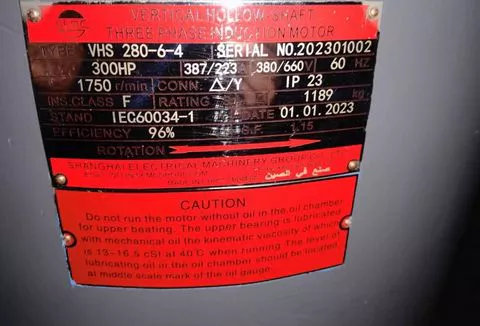 VERTICAL HOLLOW-SHAFT
THREE PHASE INDUCTION MOTOR
TYPE VHS 280-6-4 SERIAL NO.202301002
300HP 387/223 A 380/660 V 60 HZ
1750 r/min CONN. △/Y IP 23
INS.CLASS F RATING 1189 kg
STAND IEC60034-1 DATE 01.01.2023
EFFICIENCY 96% S.F. 1.15
ROTATION
SHANGHAI ELECTRICAL MACHINERY GROUP CO.
صنع في الصين
CAUTION
Do not run the motor without oil in the oil chamber
for upper beating. The upper bearing is lubricated
with mechanical oil the kinematic viscosity of which
is 13-16.5 cSt at 40℃ when running. The level of
lubricating oil in the oil chamber should be located
at middle scale mark of the oil gauge.